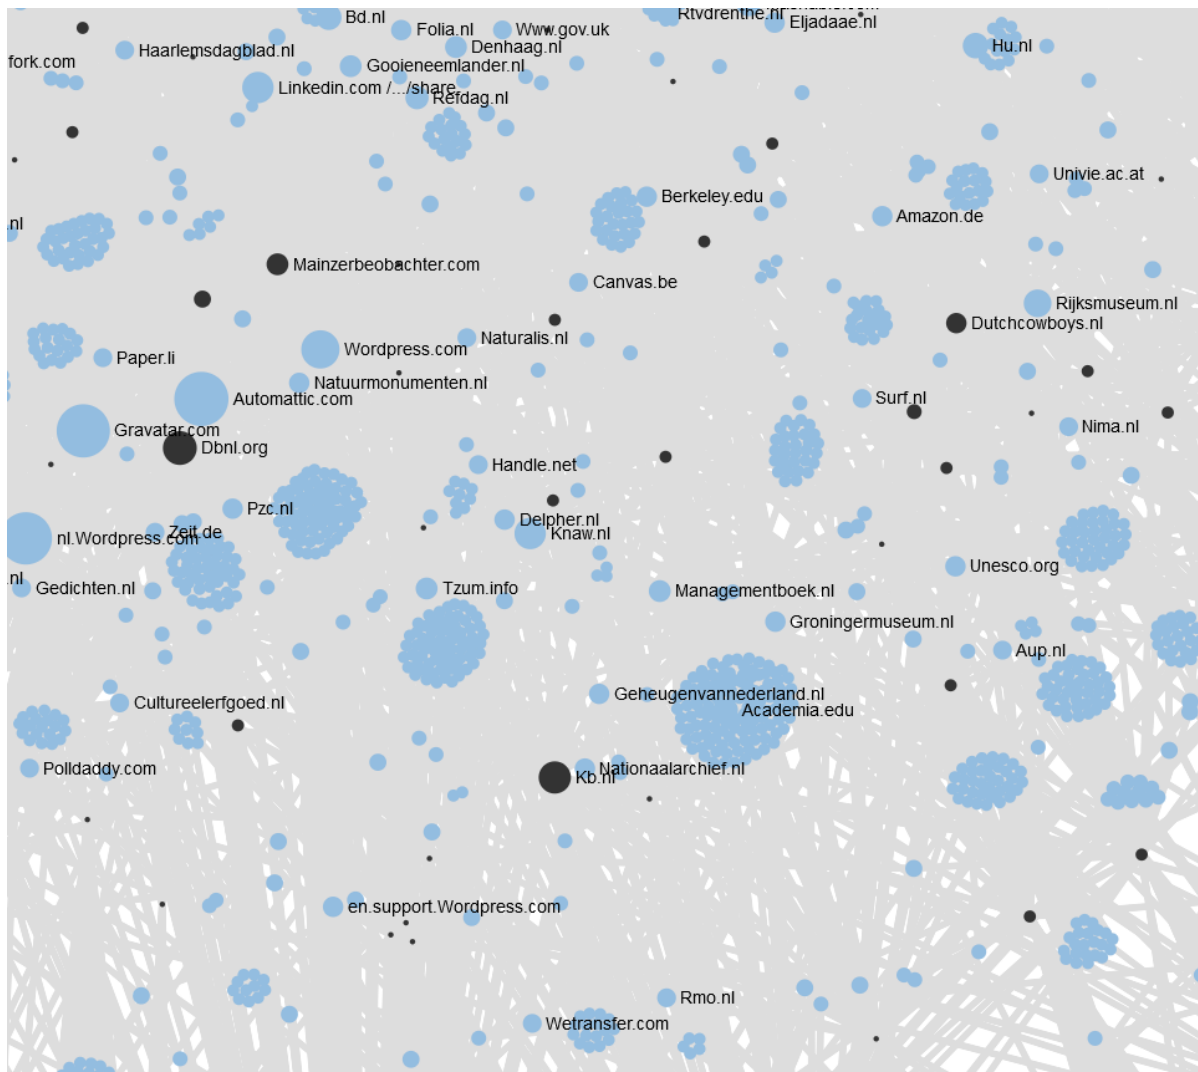 Bd.nl
Rtvdrenthe.nl
Folia.nl
Www.gov.uk
Eljadaae.nl
Haarlemsdagblad.nl
Denhaag.nl
Hu.nl
fork.com
Gooieneemlander.nl
Linkedin.com /.../share
Refdag.nl
Univie.ac.at
Berkeley.edu
Amazon.de
.nl
Mainzerbeobachter.com
Canvas.be
Rijksmuseum.nl
Dutchcowboys.nl
Naturalis.nl
Wordpress.com
Paper.li
Natuurmonumenten.nl
Automattic.com
Surf.nl
Gravatar.com
Nima.nl
Dbnl.org
Handle.net
Pzc.nl
Delpher.nl
Zeit.de
Knaw.nl
nl.Wordpress.com
Unesco.org
.nl
Gedichten.nl
Tzum.info
Managementboek.nl
Groningermuseum.nl
Aup.nl
Geheugenvannederland.nl
Cultureelerfgoed.nl
Academia.edu
Polldaddy.com
Nationaalarchief.nl
Kb.nl
en.support.Wordpress.com
Rmo.nl
Wetransfer.com